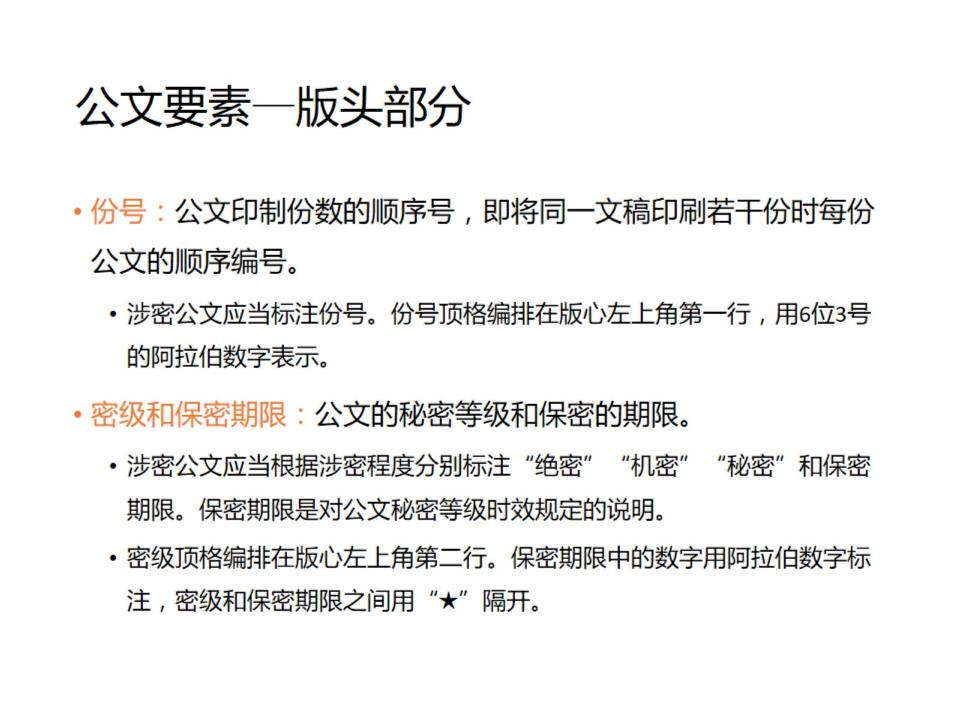 公文要素—版头部分
• 份号：公文印制份数的顺序号，即将同一文稿印刷若干份时每份
公文的顺序编号。
• 涉密公文应当标注份号。份号顶格编排在版心左上角第一行，用6位3号
的阿拉伯数字表示。
• 密级和保密期限：公文的秘密等级和保密的期限。
• 涉密公文应当根据涉密程度分别标注“绝密”“机密”“秘密”和保密
期限。保密期限是对公文秘密等级时效规定的说明。
• 密级顶格编排在版心左上角第二行。保密期限中的数字用阿拉伯数字标
注，密级和保密期限之间用“★”隔开。